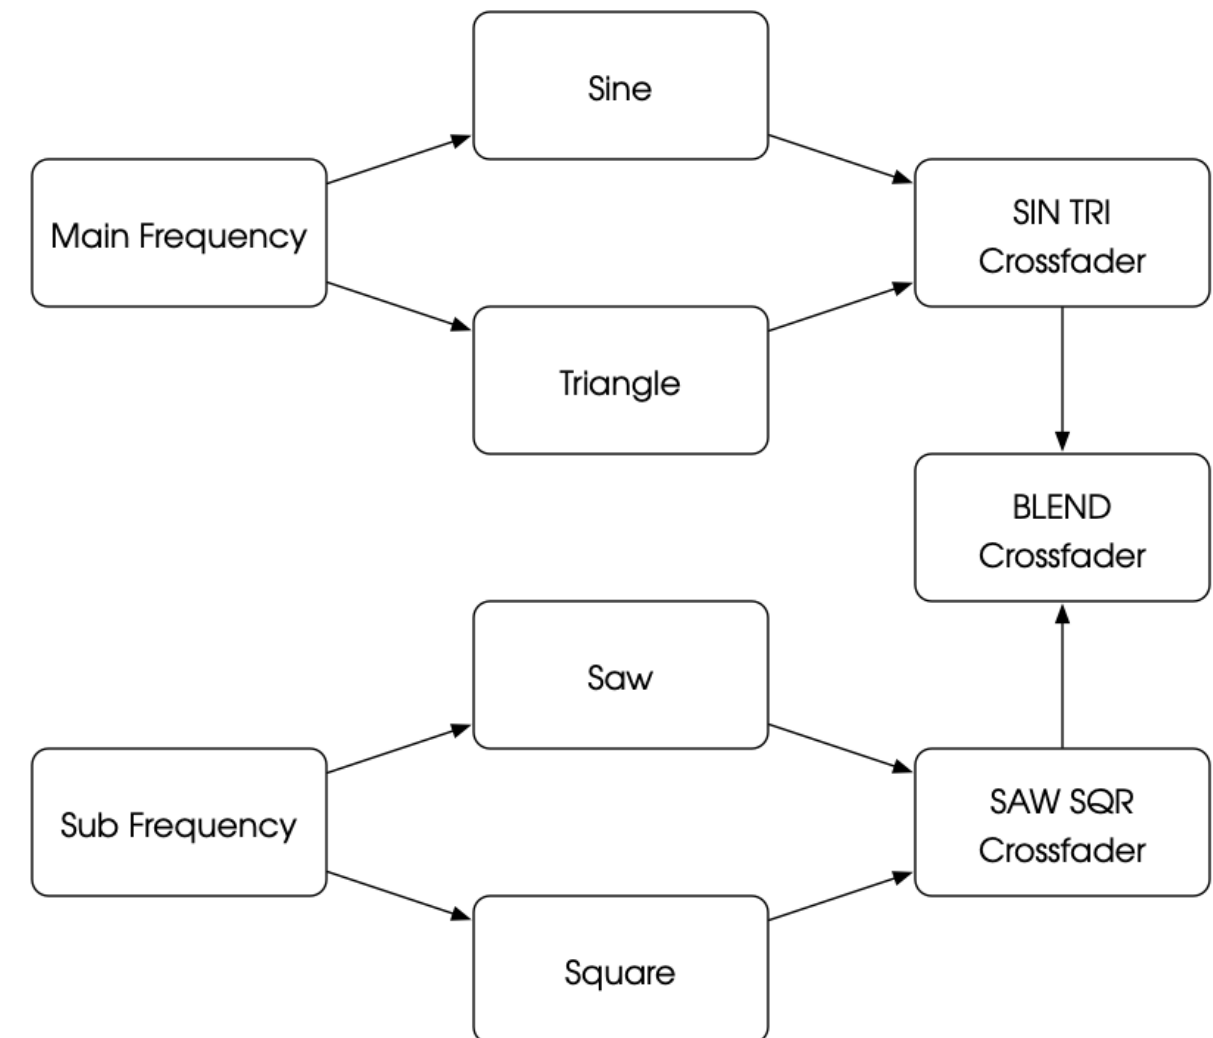 Sine
Main Frequency
SIN TRI
Crossfader
Triangle
BLEND
Crossfader
Saw
Sub Frequency
SAW SQR
Crossfader
Square